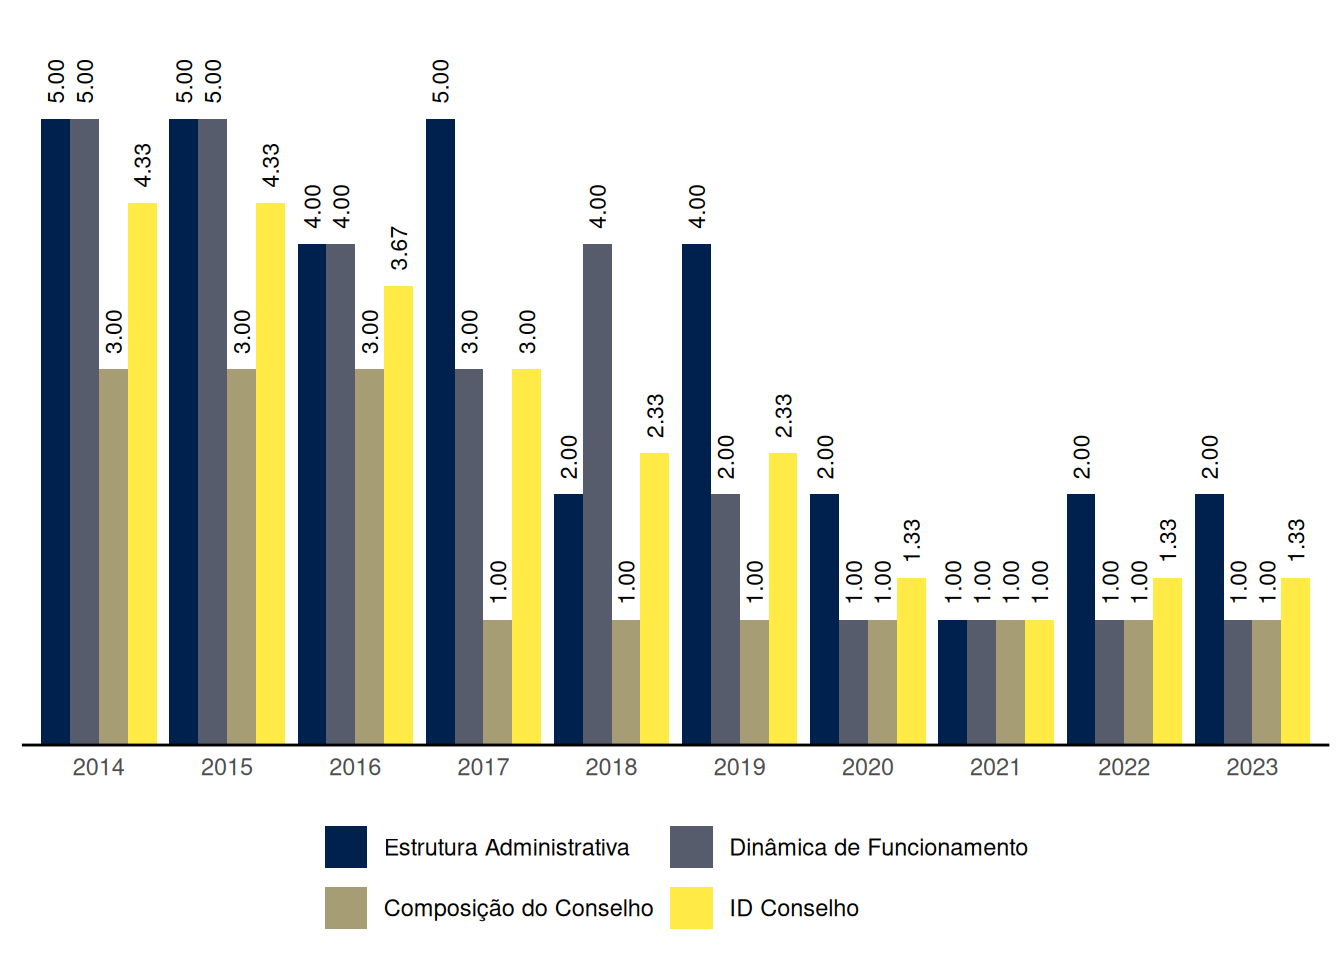 5.00 5.00 3.00 4.33
5.00 5.00 3.00 4.33
4.00 4.00 3.00 3.67
5.00 3.00 1.00 3.00
2.00 4.00 1.00 2.33
4.00 2.00 1.00 2.33
2.00 1.00 1.00 1.33
1.00 1.00 1.00 1.00
2.00 1.00 1.00 1.33
2.00 1.00 1.00 1.33
2014 2015 2016 2017 2018 2019 2020 2021 2022 2023
Estrutura Administrativa Dinâmica de Funcionamento
Composição do Conselho ID Conselho